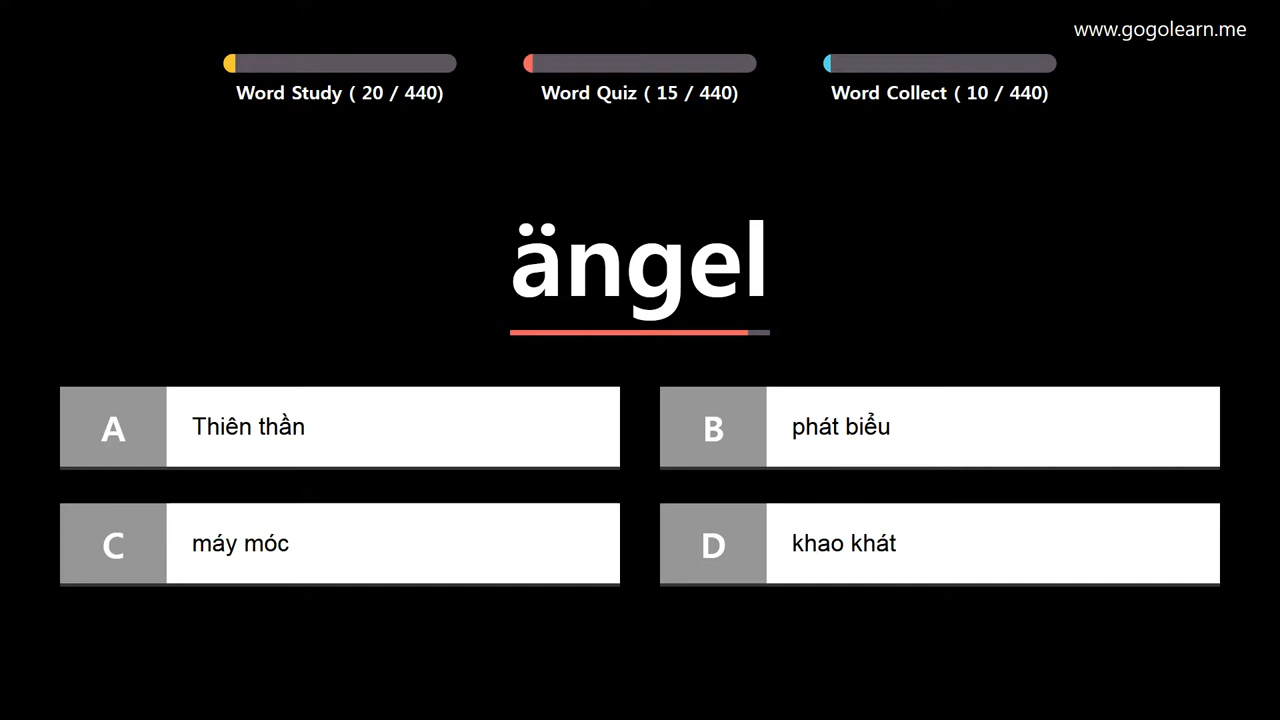 www.gogolearn.me
Word Study ( 20 / 440)
Word Quiz ( 15 / 440)
Word Collect ( 10 / 440)
ängel
A
Thiên thần
B
phát biểu
C
máy móc
D
khao khát